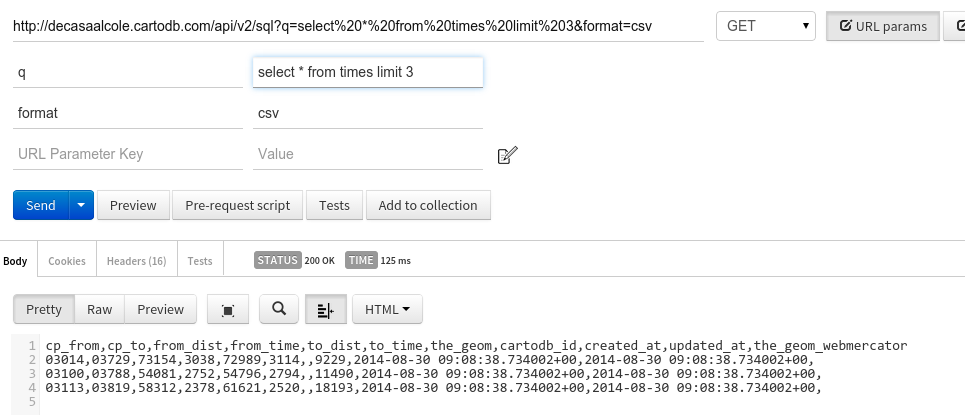 http://decasaalcole.cartodb.com/api/v2/sql?q=select%20*%20from%20times%20limit%203&format=csv GET URL params
q select * from times limit 3
format csv
URL Parameter Key Value
Send Preview Pre-request script Tests Add to collection
Body Cookies Headers (16) Tests STATUS 200 OK TIME 125 ms
Pretty Raw Preview HTML
1 cp_from,cp_to,from_dist,from_time,to_dist,to_time,the_geom,cartodb_id,created_at,updated_at,the_geom_webmercator
2 03014,03729,73154,3038,72989,3114,,9229,2014-08-30 09:08:38.734002+00,2014-08-30 09:08:38.734002+00,
3 03100,03788,54081,2752,54796,2794,,11490,2014-08-30 09:08:38.734002+00,2014-08-30 09:08:38.734002+00,
4 03113,03819,58312,2378,61621,2520,,18193,2014-08-30 09:08:38.734002+00,2014-08-30 09:08:38.734002+00,
5